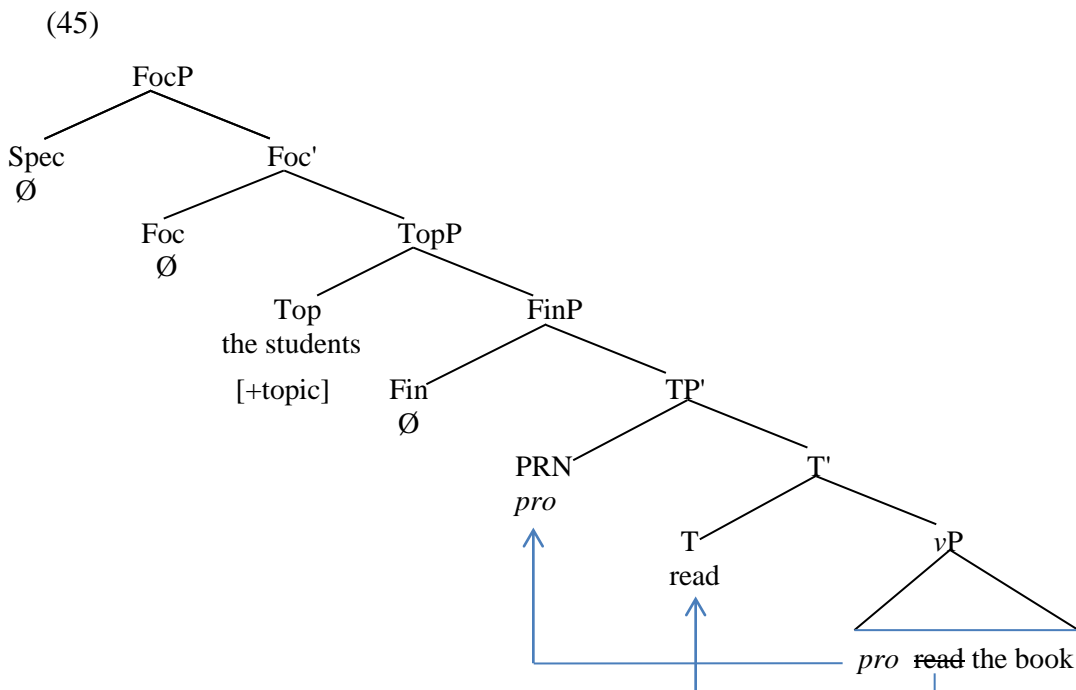 (45)
FocP
Spec Foc'
Ø
Foc TopP
Ø
Top FinP
the students
[+topic] Fin TP'
Ø
PRN T'
pro
T vP
read
pro read the book